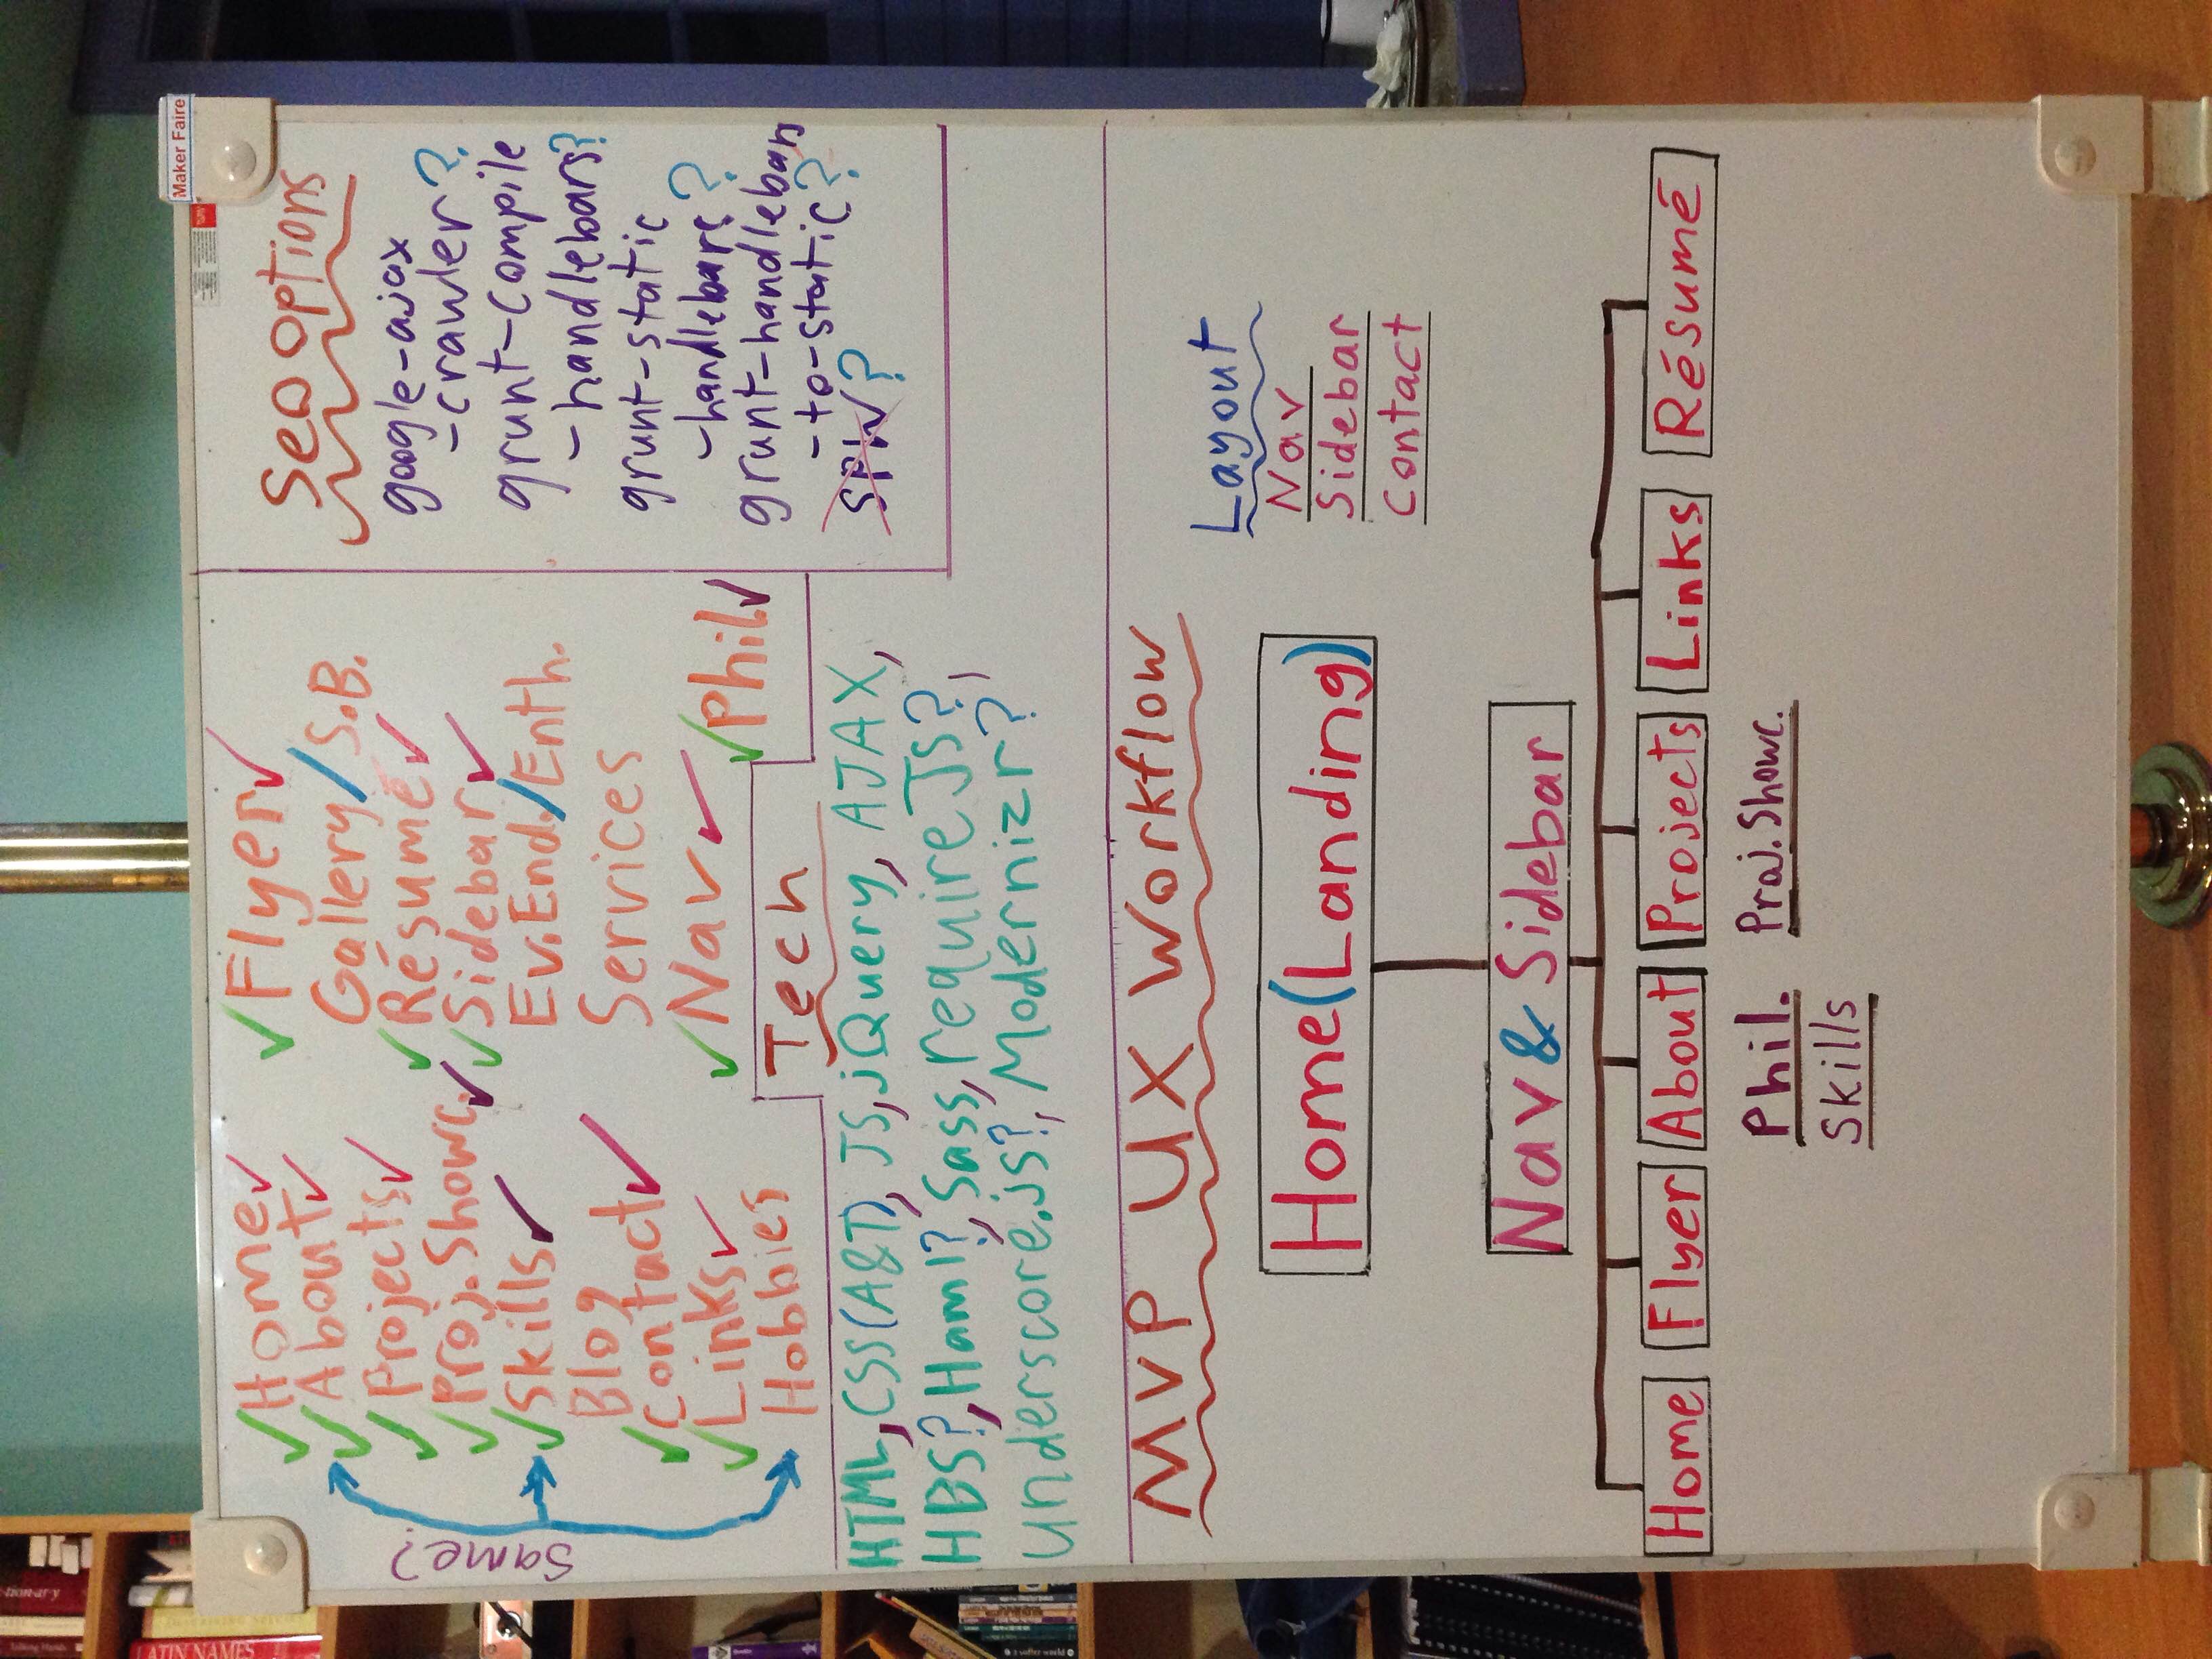 Maker Faire
LATIN NAMES
Same?
✓Home✓
✓About✓
✓Projects✓
✓Proj.Showc.✓
✓Skills✓
Blog
✓Contact✓
✓Links✓
Hobbies
✓Flyer✓
Gallery/S.B.
✓Résumé✓
✓Sidebar✓
Ev.End./Enth.
Services
✓Nav✓
✓Phil.✓
Seo Options
google-ajax
-crawler?
grunt-compile
-handlebars?
grunt-static
-handlebars?
grunt-handlebars
-to-static?
Tech
HTML, CSS(A&T), JS, jQuery, AJAX,
HBS?, Haml?, Sass, requireJS?,
underscore.js?, Modernizr?
MVP UX Workflow
Home(Landing)
Nav & Sidebar
Home Flyer About Projects Links Résumé
Phil. Proj.Showc.
Skills
Layout
Nav
Sidebar
Contact